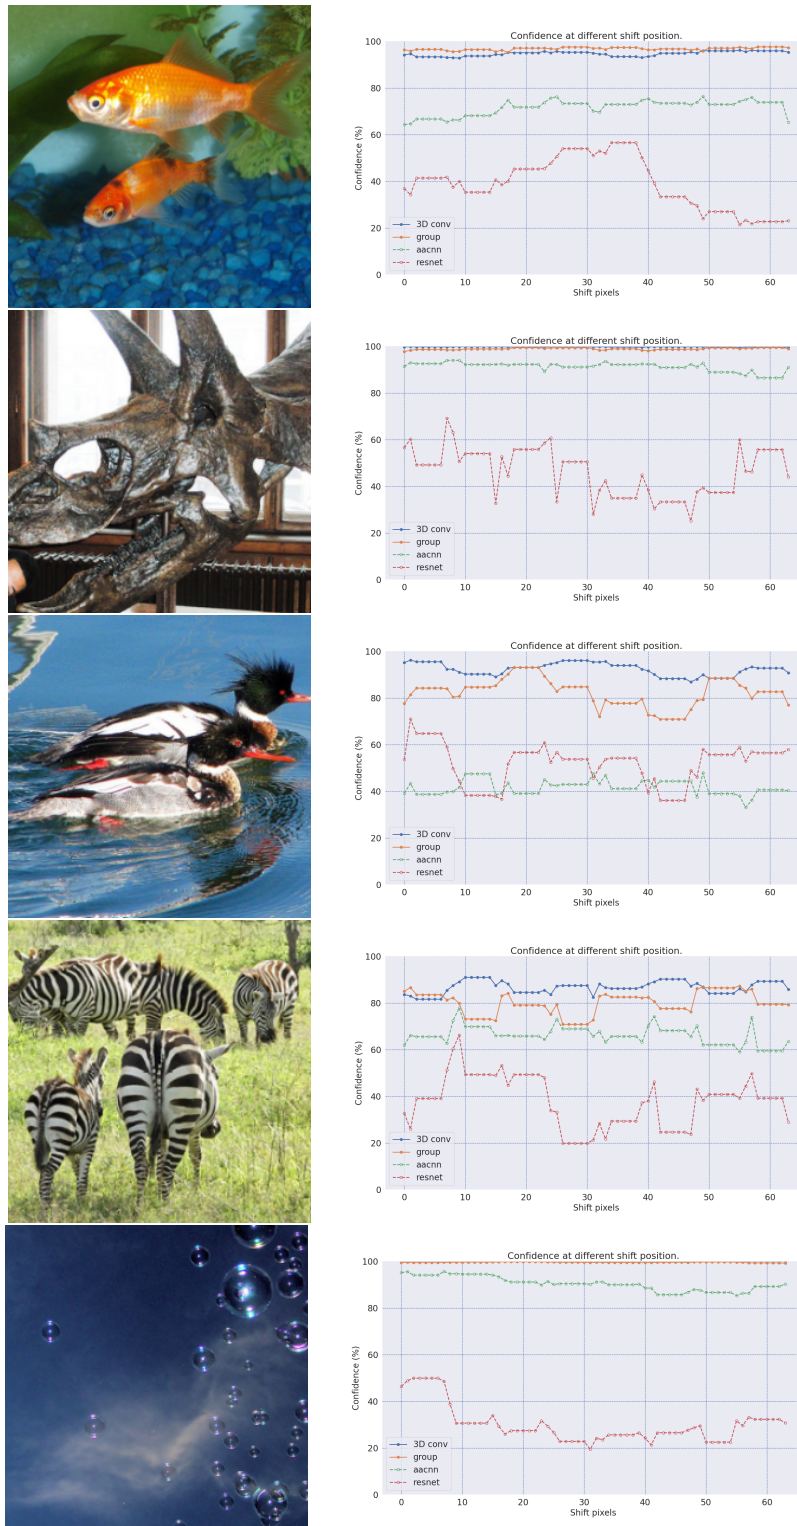 Confidence at different shift position.
100
80
60
40
20
0
Confidence (%)
3D conv
group
aacnn
resnet
0 10 20 30 40 50 60
Shift pixels
Confidence at different shift position.
100
80
60
40
20
0
Confidence (%)
3D conv
group
aacnn
resnet
0 10 20 30 40 50 60
Shift pixels
Confidence at different shift position.
100
80
60
40
20
0
Confidence (%)
3D conv
group
aacnn
resnet
0 10 20 30 40 50 60
Shift pixels
Confidence at different shift position.
100
80
60
40
20
0
Confidence (%)
3D conv
group
aacnn
resnet
0 10 20 30 40 50 60
Shift pixels
Confidence at different shift position.
100
80
60
40
20
0
Confidence (%)
3D conv
group
aacnn
resnet
0 10 20 30 40 50 60
Shift pixels